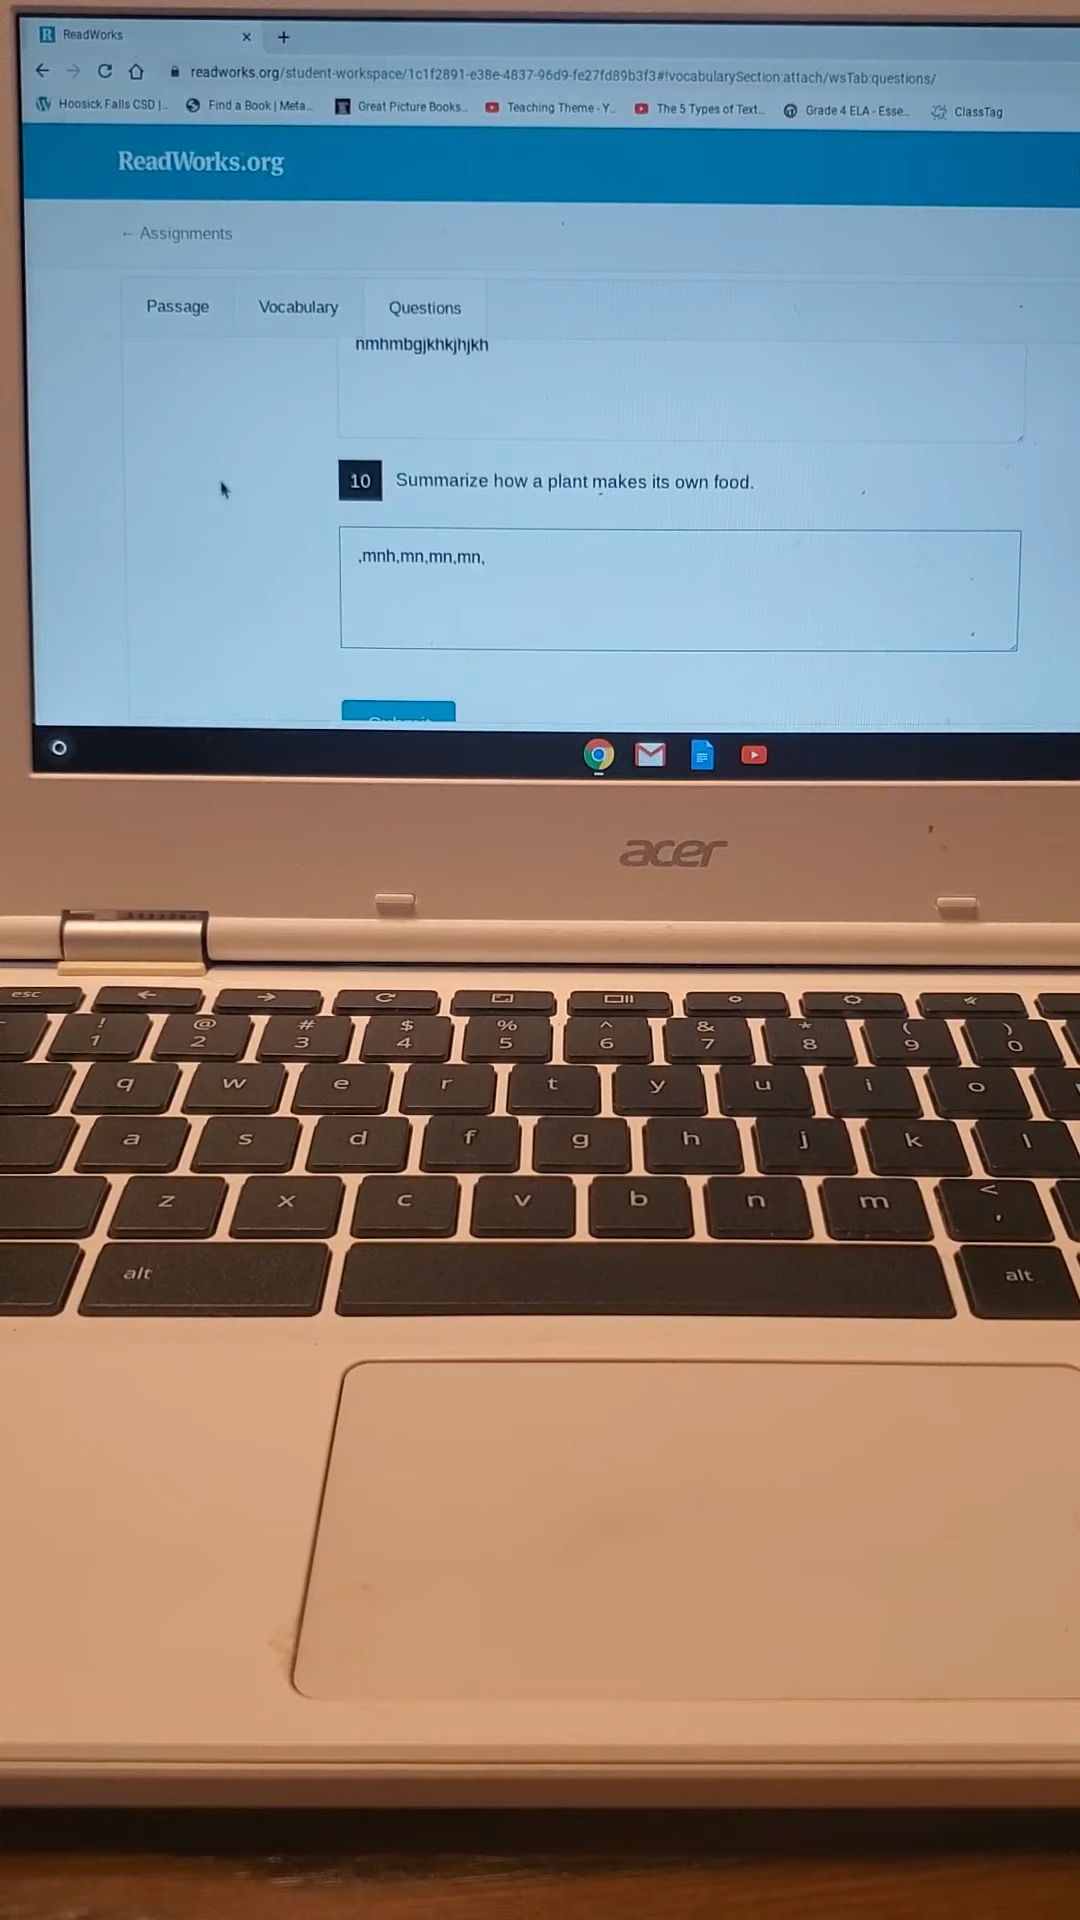 ReadWorks
readworks.org/student-workspace/1c1f2891-e38e-4837-96d9-fe27fd89b3f3#!vocabularySection:attach/wsTab:questions/
Hoosick Falls CSD |... Find a Book | Meta... Great Picture Books... Teaching Theme - Y... The 5 Types of Text... Grade 4 ELA - Esse... ClassTag
ReadWorks.org
← Assignments
Passage Vocabulary Questions
nmhmbgjkhkjhjkh
10 Summarize how a plant makes its own food.
,mnh,mn,mn,mn,
acer
esc
! @ # $ % ^ & * ( )
1 2 3 4 5 6 7 8 9 0
q w e r t y u i o
a s d f g h j k l
z x c v b n m < ,
alt alt